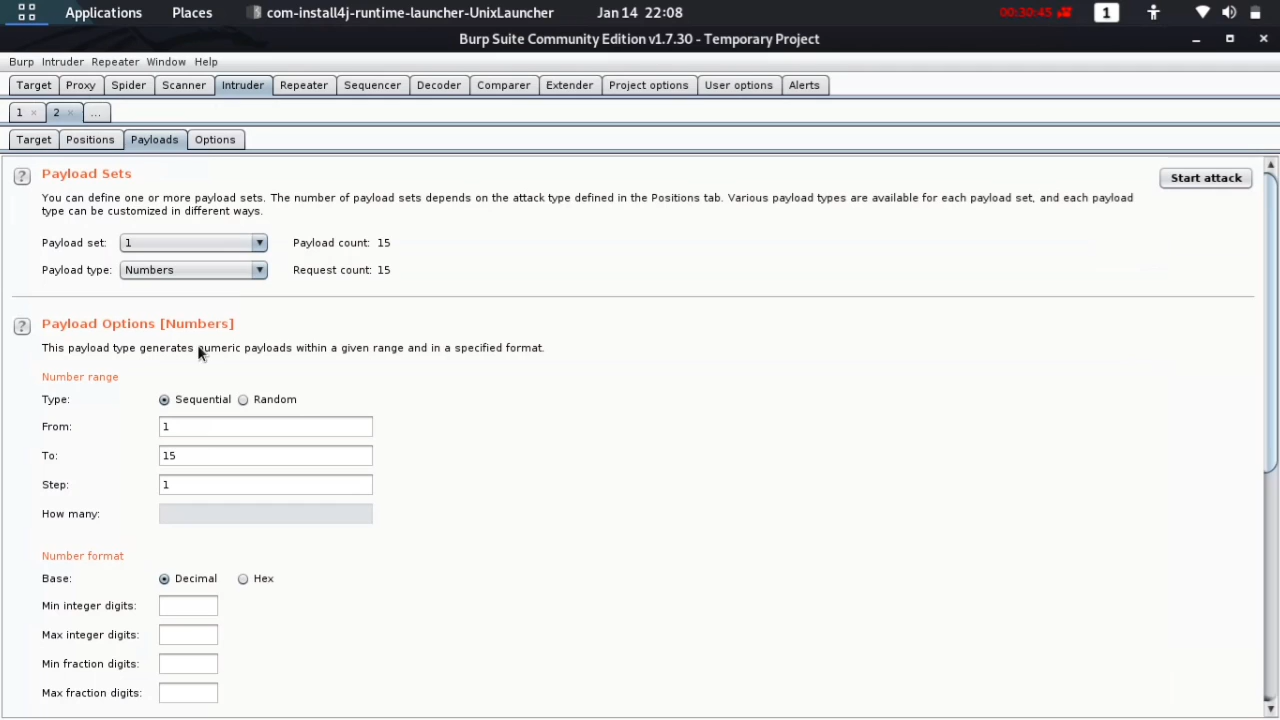 Applications Places com-install4j-runtime-launcher-UnixLauncher Jan 14 22:08 00:30:45 1
Burp Suite Community Edition v1.7.30 - Temporary Project
Burp Intruder Repeater Window Help
Target Proxy Spider Scanner Intruder Repeater Sequencer Decoder Comparer Extender Project options User options Alerts
1 × 2 × ...
Target Positions Payloads Options
? Payload Sets Start attack
You can define one or more payload sets. The number of payload sets depends on the attack type defined in the Positions tab. Various payload types are available for each payload set, and each payload
type can be customized in different ways.
Payload set: 1 Payload count: 15
Payload type: Numbers Request count: 15
? Payload Options [Numbers]
This payload type generates numeric payloads within a given range and in a specified format.
Number range
Type: Sequential Random
From: 1
To: 15
Step: 1
How many:
Number format
Base: Decimal Hex
Min integer digits:
Max integer digits:
Min fraction digits:
Max fraction digits: